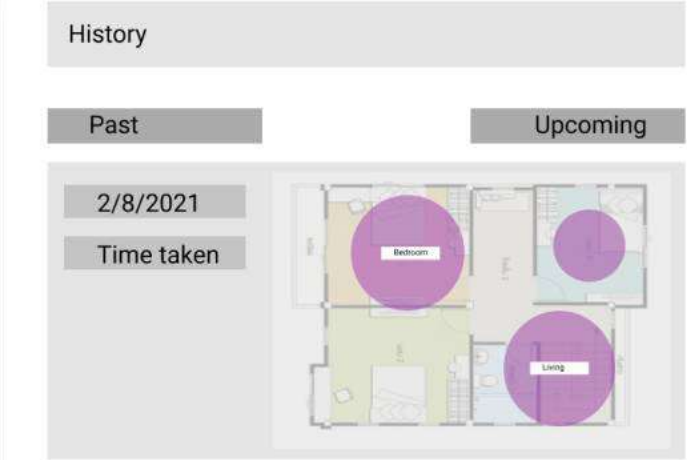 History
Past
Upcoming
2/8/2021
Time taken
Bedroom
Living